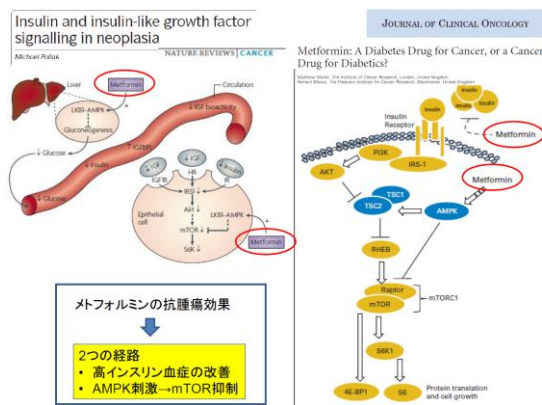 Insulin and insulin-like growth factor
signalling in neoplasia
Michael Pollak
NATURE REVIEWS | CANCER
Liver
Metformin
Circulation
LKB1–AMPK
Gluconeogenesis
↓ IGF bioactivity
↑ IGFBP1
↓ Glucose
↓ Insulin
↓ Glucose
↓ IGF
↓ IGF
↓ Insulin
IGF1R
HR
IR
IRS1 ↓
Epithelial
cell
Akt ↓
LKB1–AMPK
mTOR ↓
S6K ↓
Metformin
メトフォルミンの抗腫瘍効果
2つの経路
• 高インスリン血症の改善
• AMPK刺激→mTOR抑制
JOURNAL OF CLINICAL ONCOLOGY
Metformin: A Diabetes Drug for Cancer, or a Cancer
Drug for Diabetics?
insulin
insulin
insulin
Insulin
Receptor
- Metformin
PI3K
IRS-1
AKT
Metformin
TSC1
TSC2
AMPK
RHEB
Raptor
mTOR
mTORC1
S6K1
4E-BP1
S6
Protein translation
and cell growth